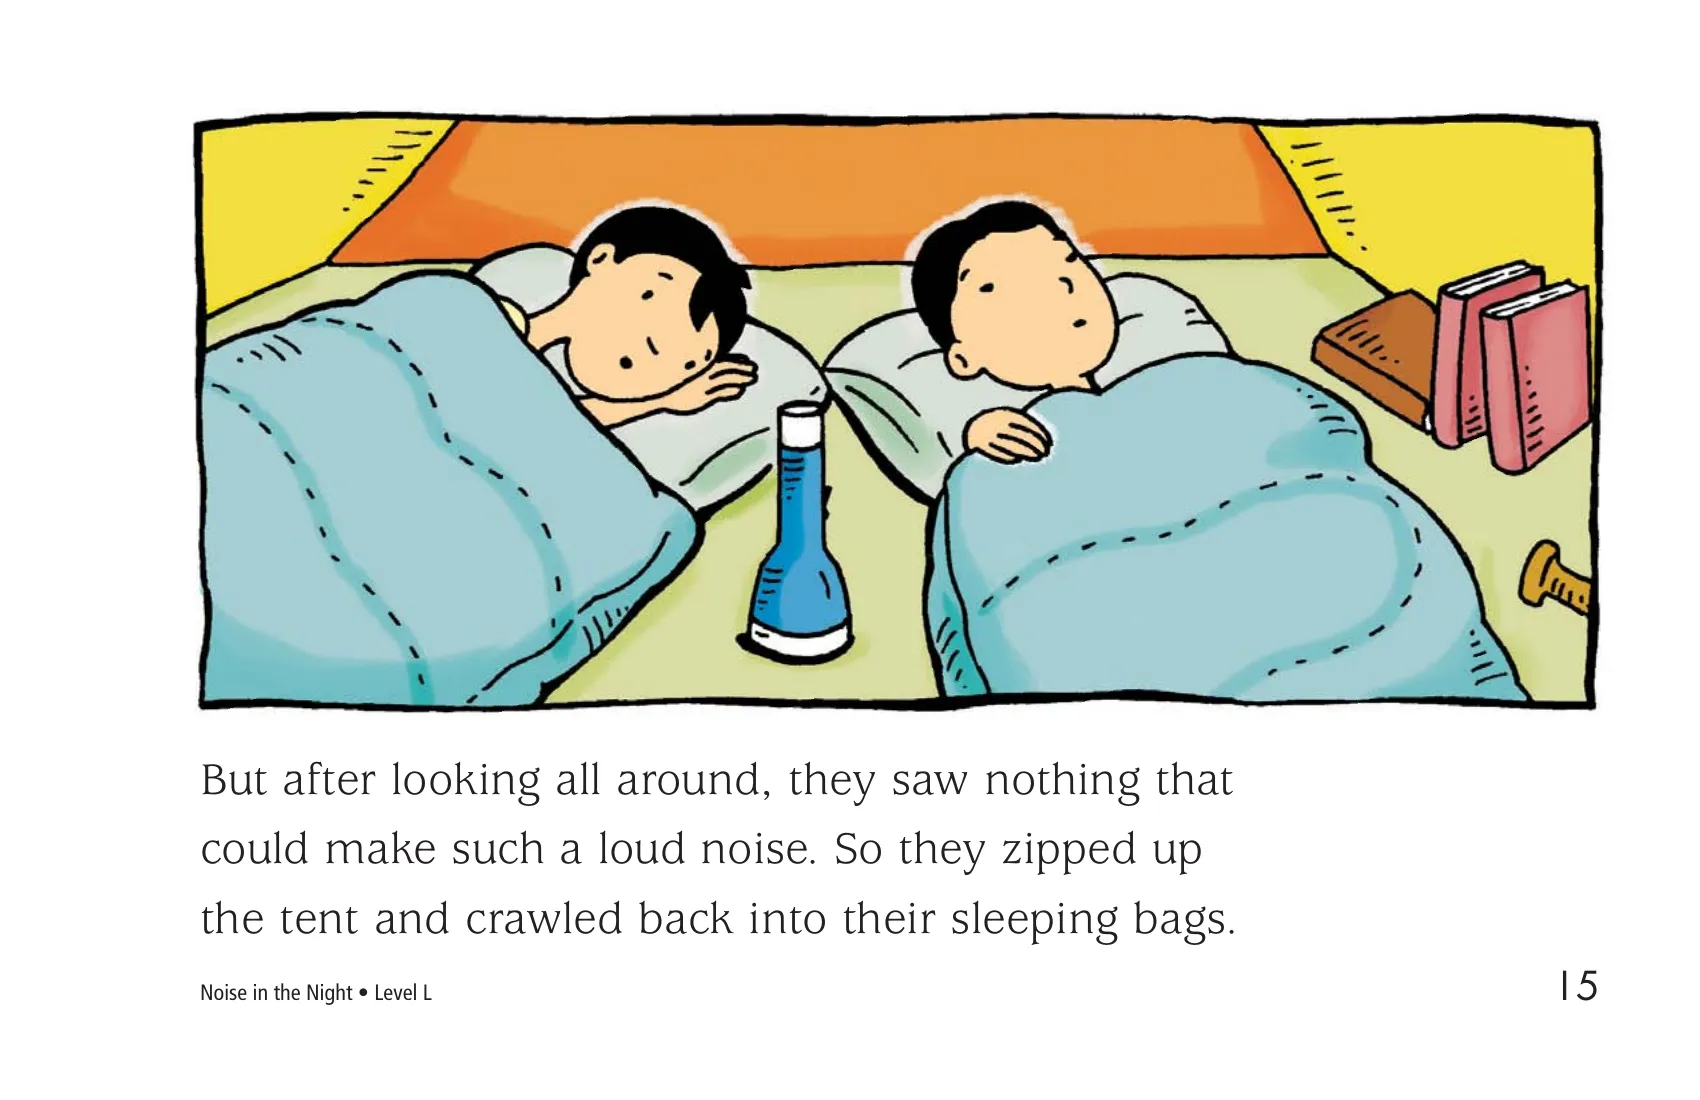 But after looking all around, they saw nothing that
could make such a loud noise. So they zipped up
the tent and crawled back into their sleeping bags.
Noise in the Night • Level L
15